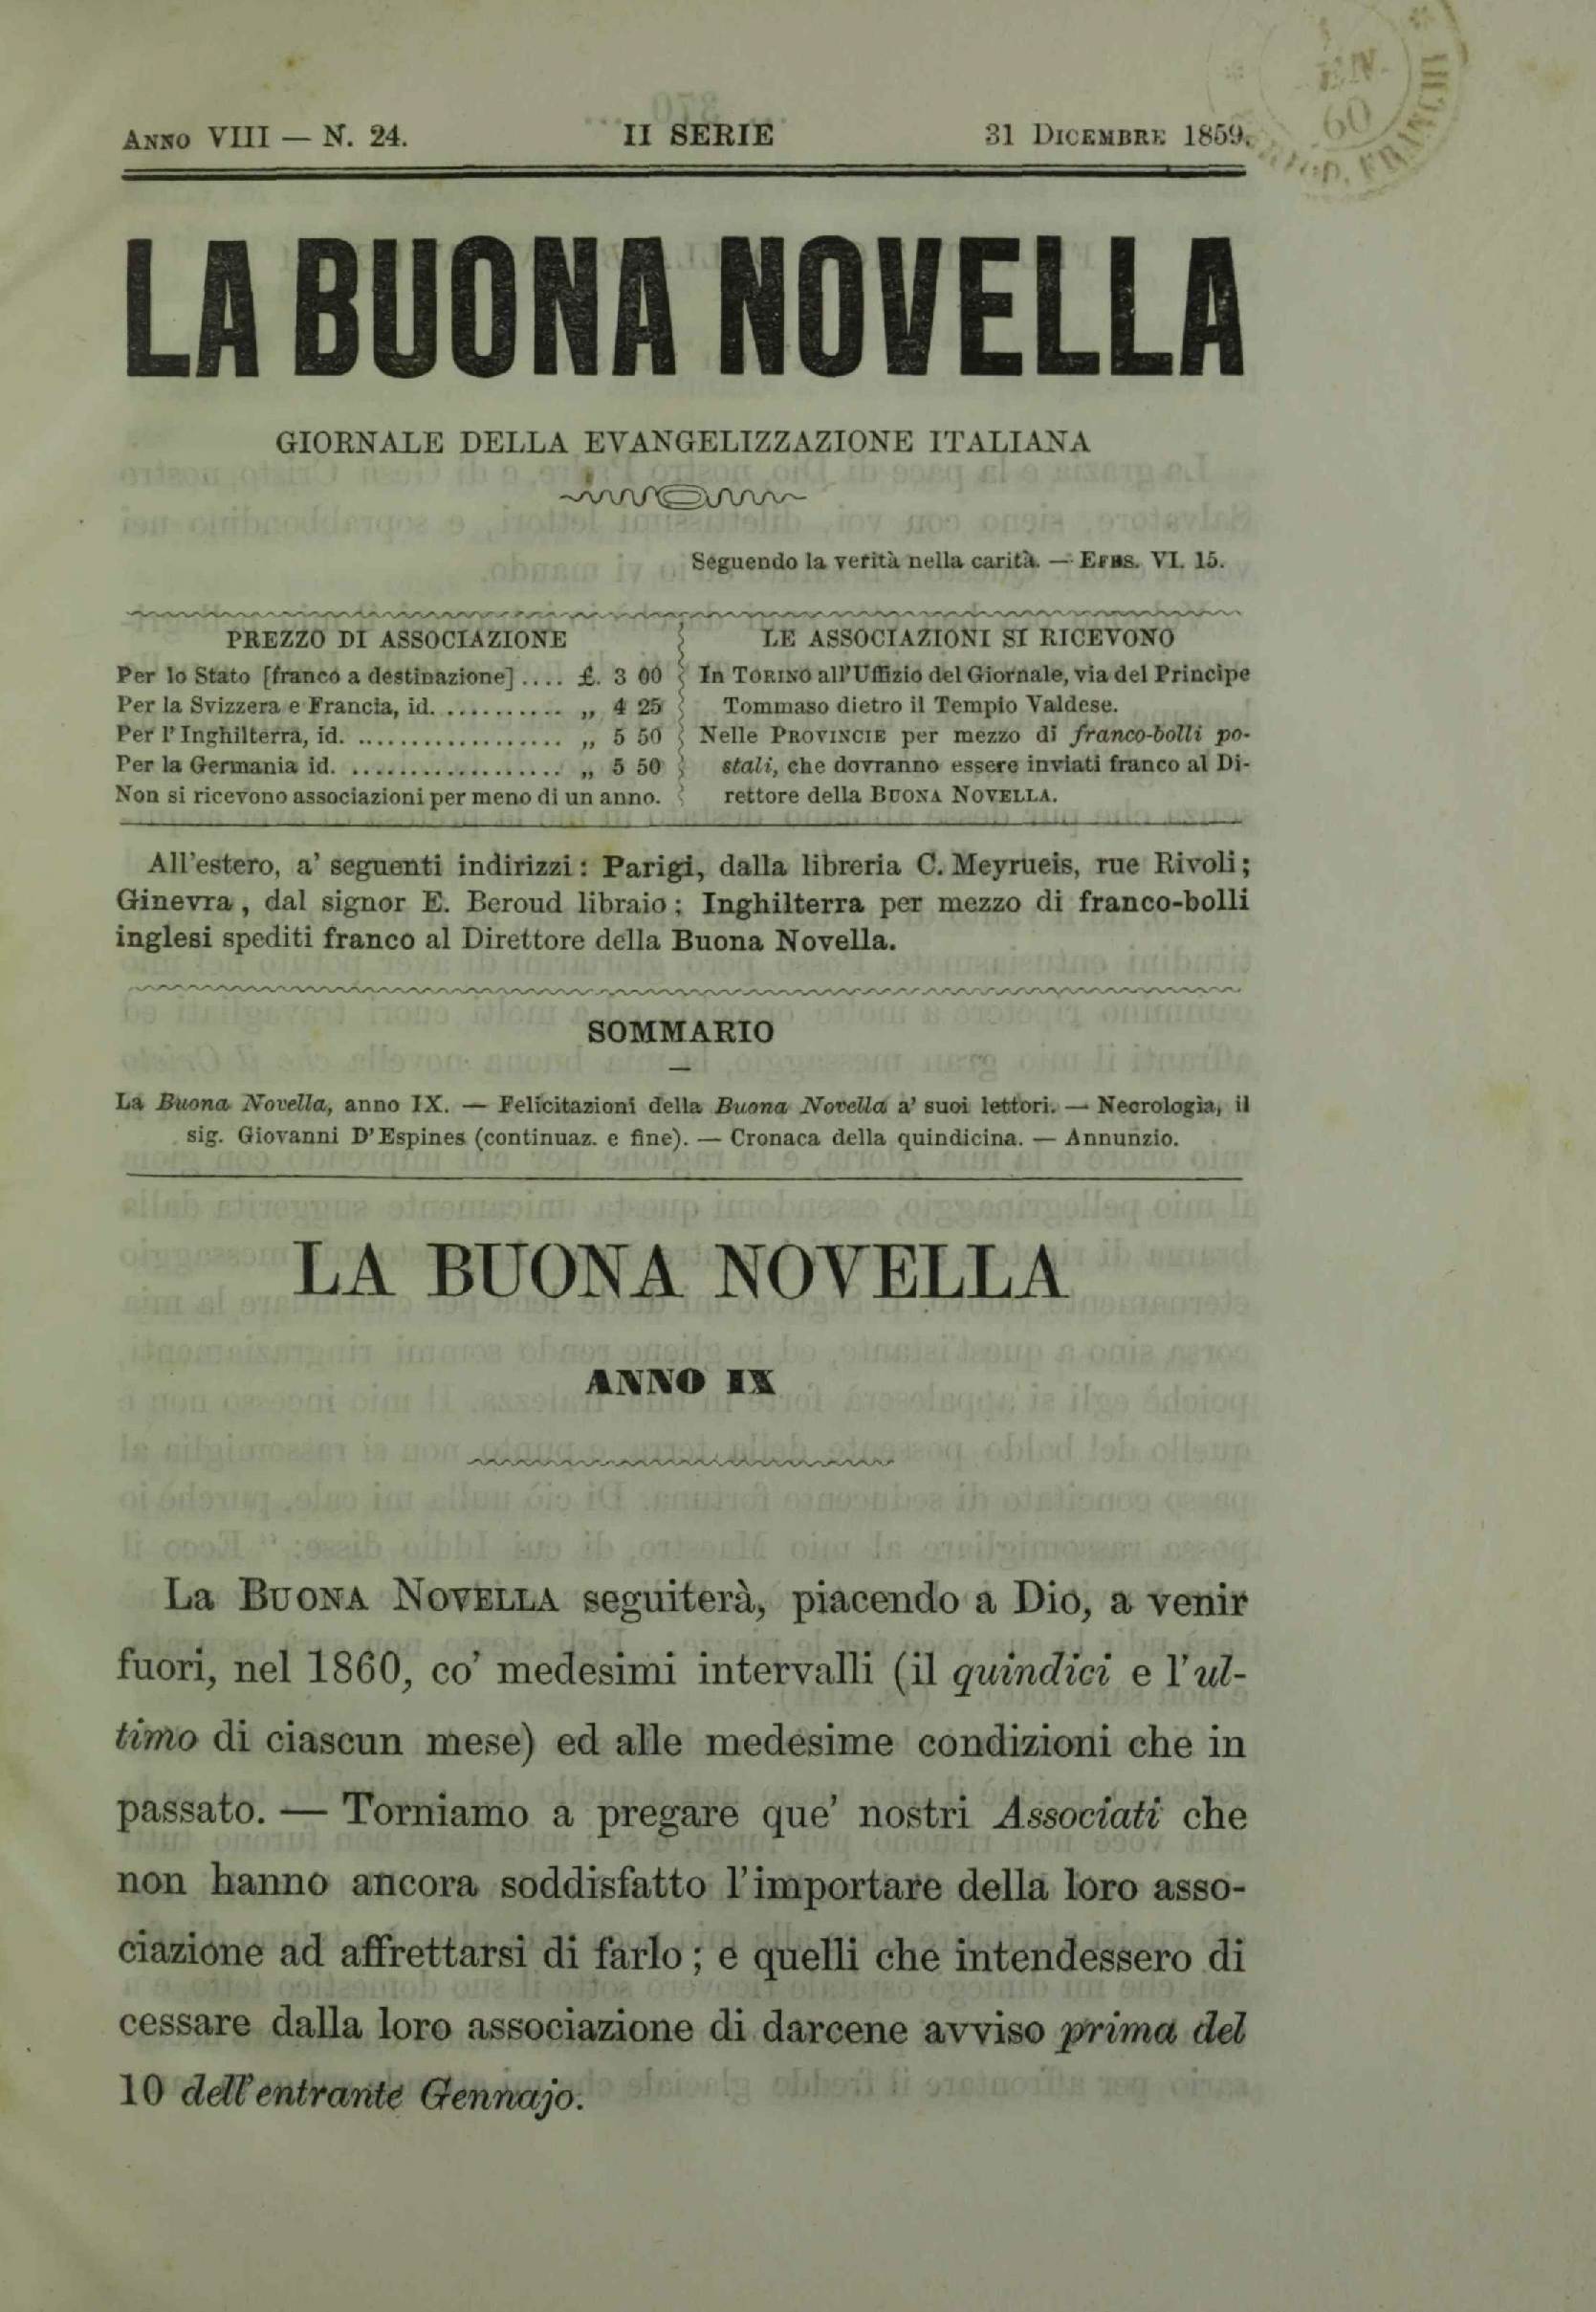 ANNO VIII — N. 24.
II SERIE
31 DICEMBRE 1859.
EN.
60
LA BUONA NOVELLA
GIORNALE DELLA EVANGELIZZAZIONE ITALIANA
Seguendo la verità nella carità. — EFES. VI. 15.
PREZZO DI ASSOCIAZIONE
Per lo Stato [franco a destinazione] .... £. 3 00
Per la Svizzera e Francia, id. ........... „ 4 25
Per l'Inghilterra, id. .................. „ 5 50
Per la Germania id. .................. „ 5 50
Non si ricevono associazioni per meno di un anno.
LE ASSOCIAZIONI SI RICEVONO
In TORINO all'Uffizio del Giornale, via del Principe
Tommaso dietro il Tempio Valdese.
Nelle PROVINCIE per mezzo di franco-bolli po-
stali, che dovranno essere inviati franco al Di-
rettore della BUONA NOVELLA.
All'estero, a' seguenti indirizzi: Parigi, dalla libreria C. Meyrueis, rue Rivoli;
Ginevra, dal signor E. Beroud libraio; Inghilterra per mezzo di franco-bolli
inglesi spediti franco al Direttore della Buona Novella.
SOMMARIO
La Buona Novella, anno IX. — Felicitazioni della Buona Novella a' suoi lettori. — Necrologia, il
sig. Giovanni D'Espines (continuaz. e fine). — Cronaca della quindicina. — Annunzio.
LA BUONA NOVELLA
ANNO IX
La BUONA NOVELLA seguiterà, piacendo a Dio, a venir
fuori, nel 1860, co' medesimi intervalli (il quindici e l'ul-
timo di ciascun mese) ed alle medesime condizioni che in
passato. — Torniamo a pregare que' nostri Associati che
non hanno ancora soddisfatto l'importare della loro asso-
ciazione ad affrettarsi di farlo; e quelli che intendessero di
cessare dalla loro associazione di darcene avviso prima del
10 dell'entrante Gennajo.